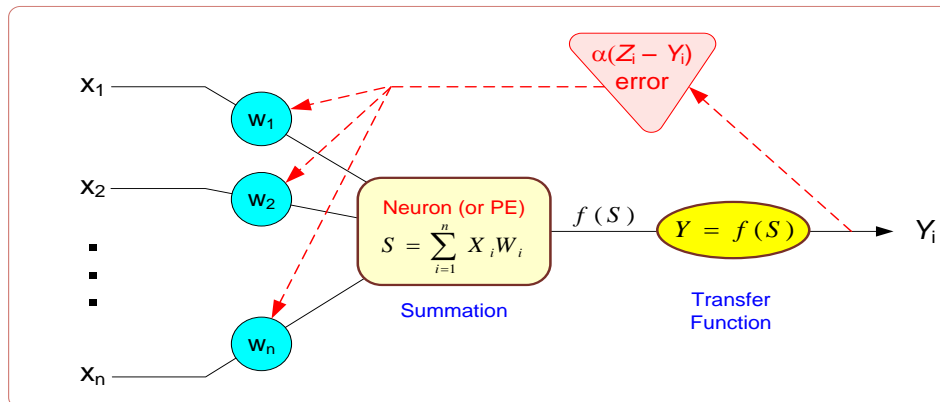 α(Zᵢ – Yᵢ)
error
x₁
w₁
x₂
w₂
Neuron (or PE)
S = ∑ᵢ₌₁ⁿ XᵢWᵢ
f(S)
Y = f(S)
Yᵢ
Summation
Transfer
Function
wₙ
xₙ